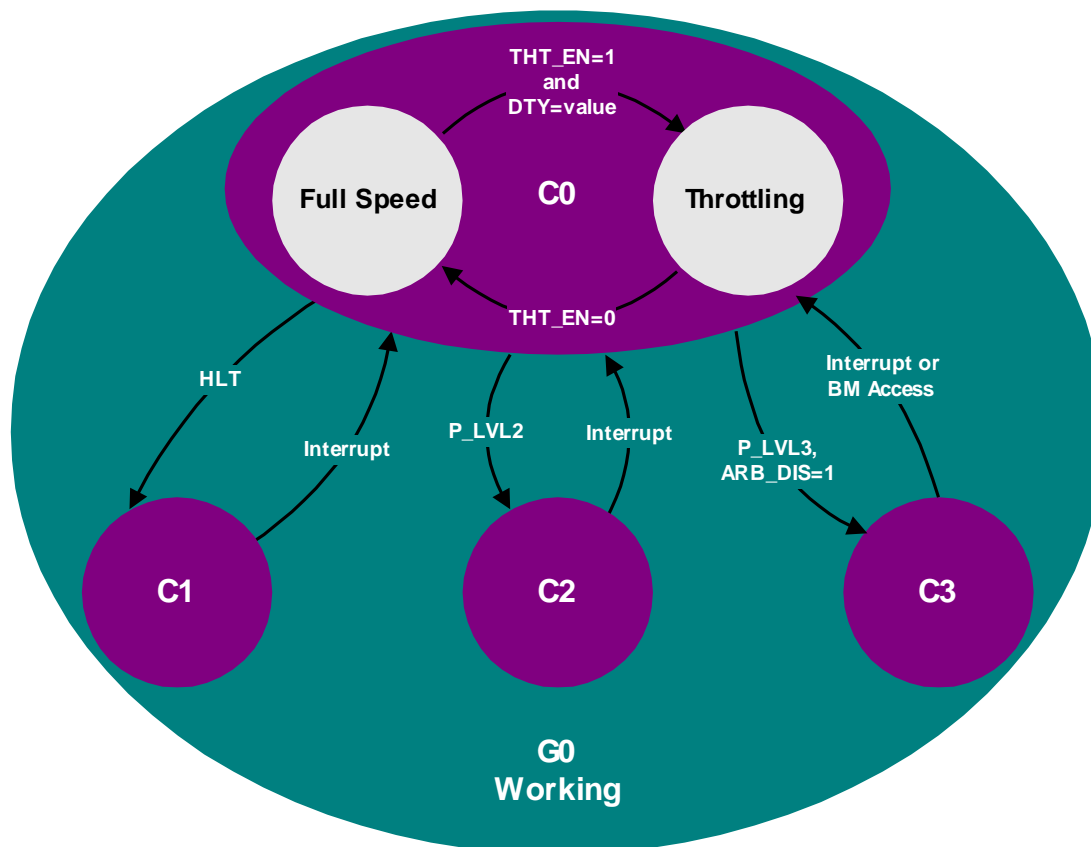 THT_EN=1
and
DTY=value
Full Speed
C0
Throttling
THT_EN=0
HLT
Interrupt
P_LVL2
Interrupt
P_LVL3,
ARB_DIS=1
Interrupt or
BM Access
C1
C2
C3
G0
Working